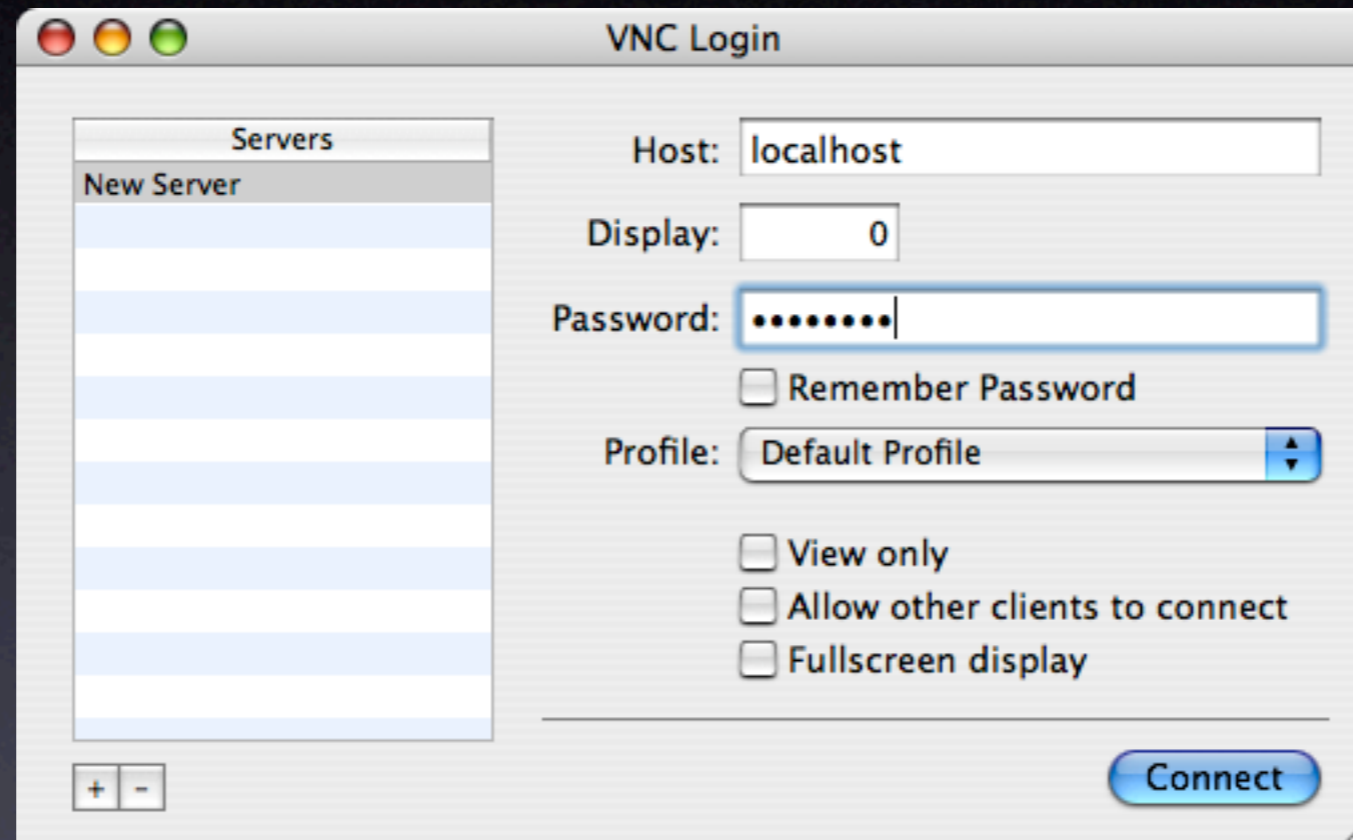 VNC Login
Servers
New Server
Host: localhost
Display: 0
Password: ••••••••
Remember Password
Profile: Default Profile
View only
Allow other clients to connect
Fullscreen display
+ -
Connect